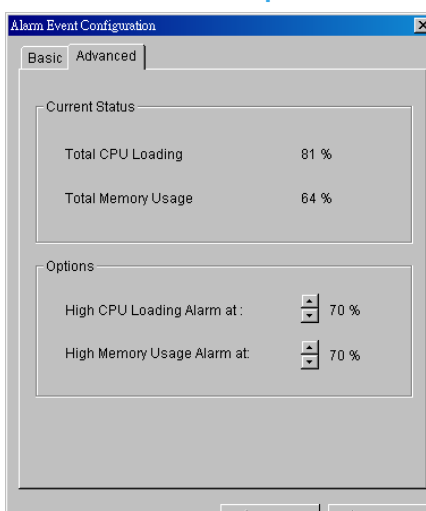 Alarm Event Configuration
Basic Advanced
Current Status
Total CPU Loading 81 %
Total Memory Usage 64 %
Options
High CPU Loading Alarm at : 70 %
High Memory Usage Alarm at: 70 %